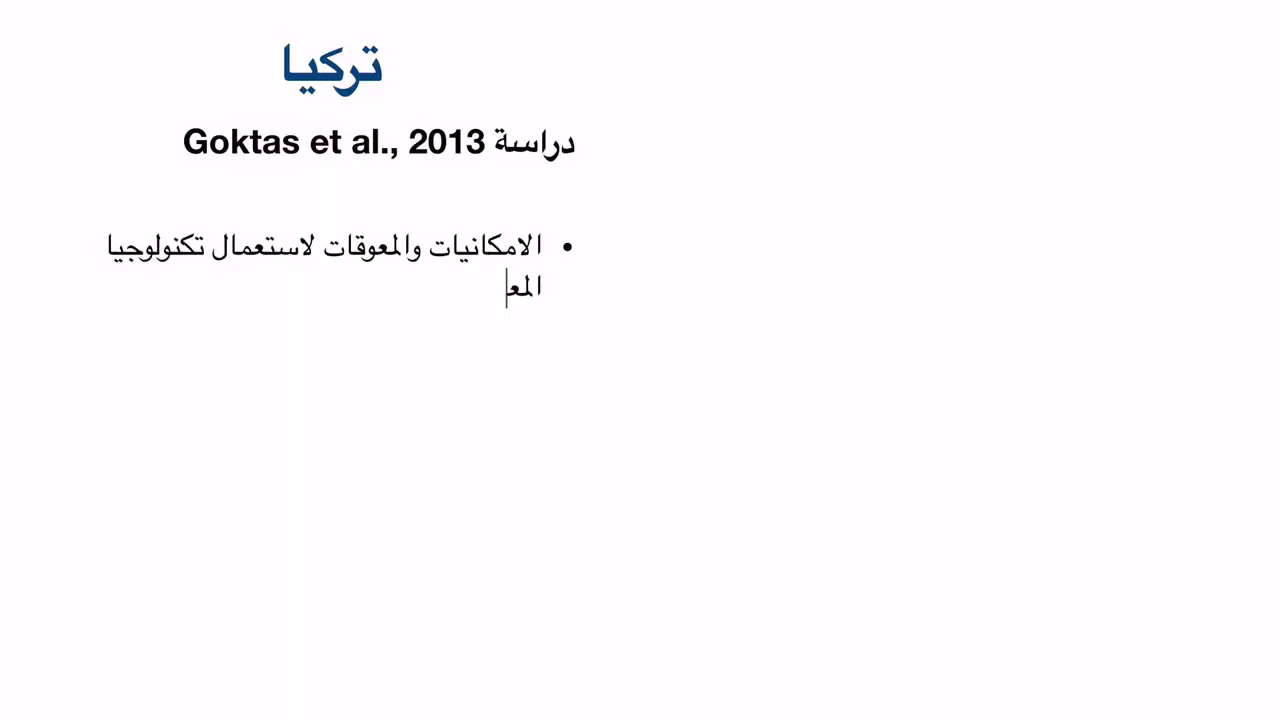 تركيا
دراسة Goktas et al., 2013
• الامكانيات والمعوقات لاستعمال تكنولوجيا
المع